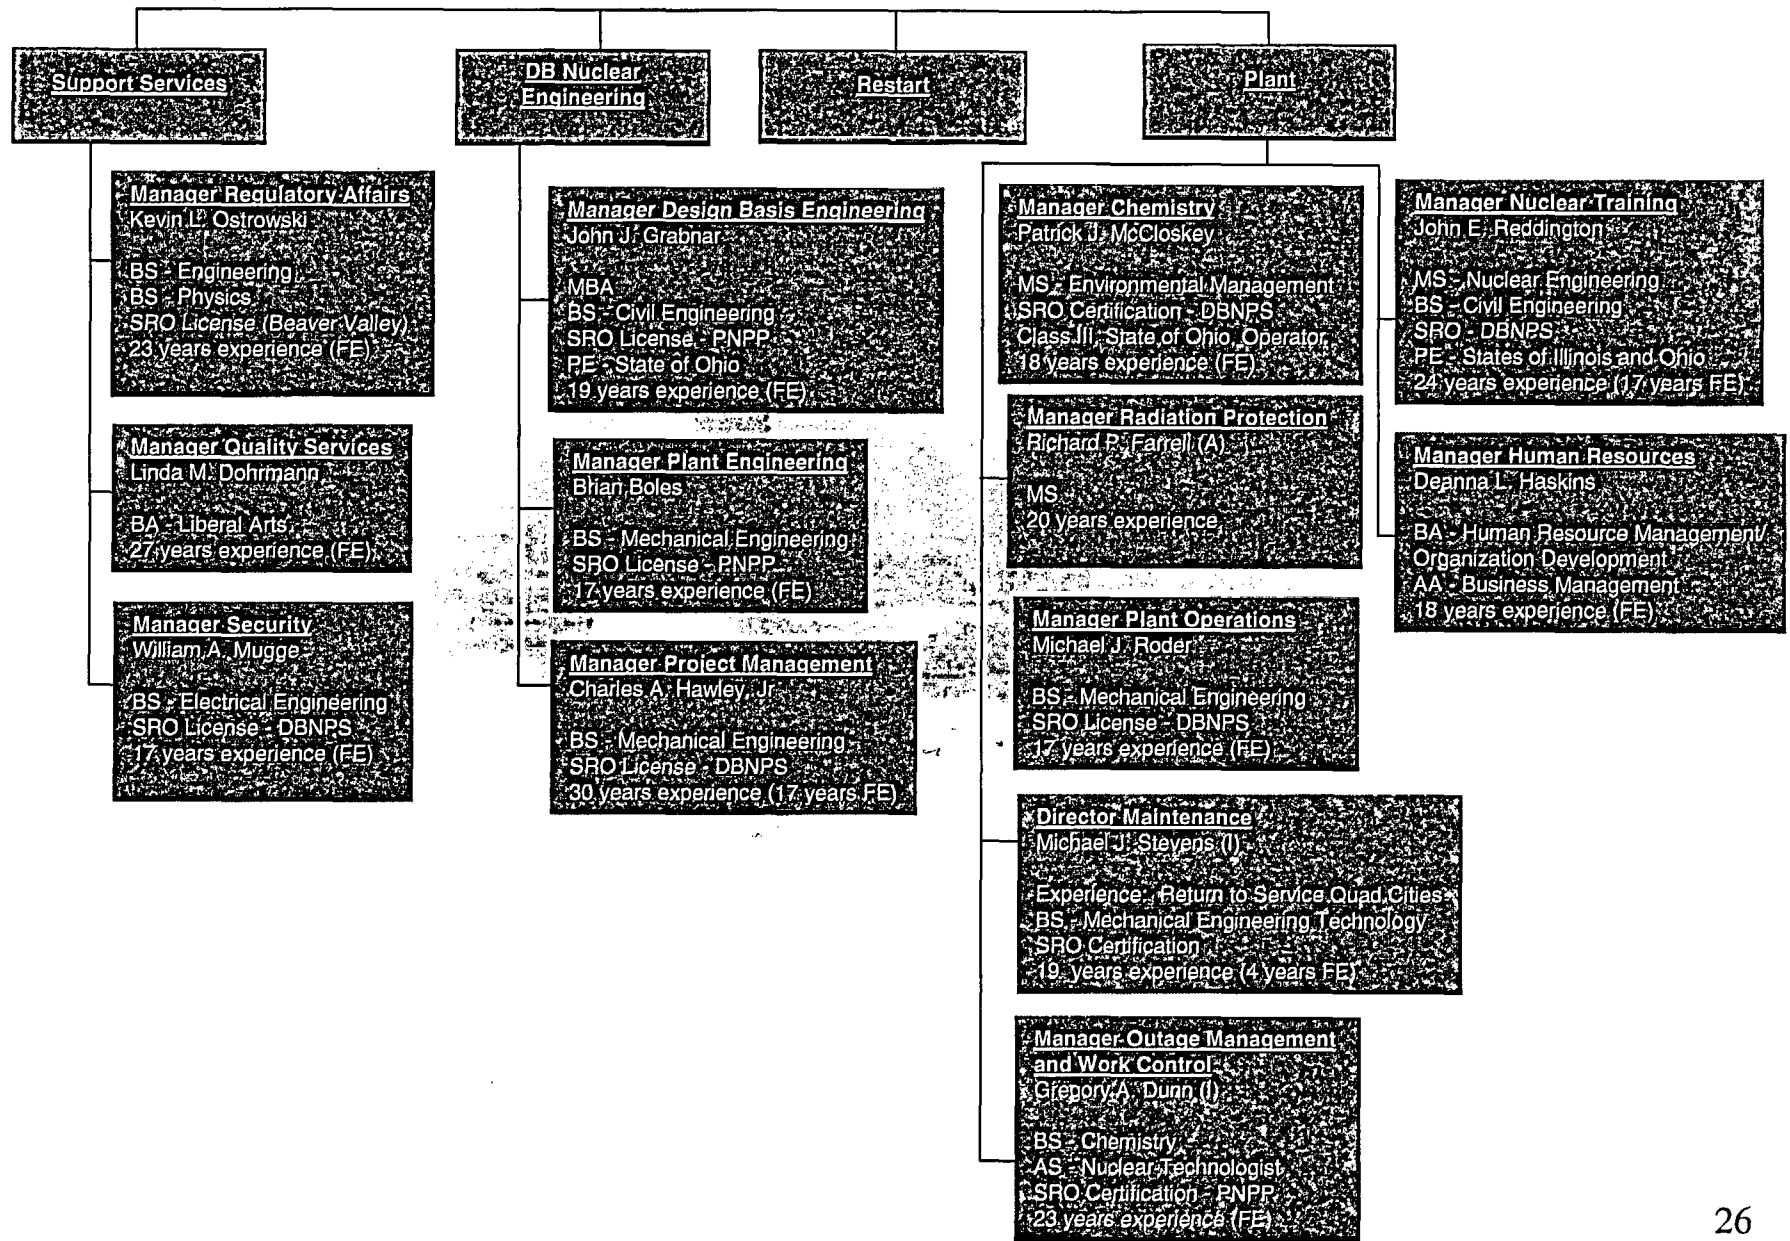 Support Services
DB Nuclear
Engineering
Restart
Plant
Manager Regulatory Affairs
Kevin L. Ostrowski
BS - Engineering
BS - Physics
SRO License (Beaver Valley)
23 years experience (FE)
Manager Quality Services
Linda M. Dohrmann
BA - Liberal Arts
27 years experience (FE)
Manager Security
William A. Mugge
BS - Electrical Engineering
SRO License - DBNPS
17 years experience (FE)
Manager Design Basis Engineering
John J. Grabnar
MBA
BS - Civil Engineering
SRO License - PNPP
PE - State of Ohio
19 years experience (FE)
Manager Plant Engineering
Brian Boles
BS - Mechanical Engineering
SRO License - PNPP
17 years experience (FE)
Manager Project Management
Charles A. Hawley, Jr
BS - Mechanical Engineering
SRO License - DBNPS
30 years experience (17 years FE)
Manager Chemistry
Patrick J. McCloskey
MS - Environmental Management
SRO Certification - DBNPS
Class III, State of Ohio Operator
18 years experience (FE)
Manager Radiation Protection
Richard P. Farrell (A)
MS
20 years experience
Manager Plant Operations
Michael J. Roder
BS - Mechanical Engineering
SRO License - DBNPS
17 years experience (FE)
Director Maintenance
Michael J. Stevens (I)
Experience - Return to Service Quad Cities
BS - Mechanical Engineering Technology
SRO Certification
19 years experience (4 years FE)
Manager Outage Management
and Work Control
Gregory A. Dunn (I)
BS - Chemistry
AS - Nuclear Technologist
SRO Certification - PNPP
23 years experience (FE)
Manager Nuclear Training
John E. Reddington
MS - Nuclear Engineering
BS - Civil Engineering
SRO - DBNPS
PE - States of Illinois and Ohio
24 years experience (17 years FE)
Manager Human Resources
Deanna L. Haskins
BA - Human Resource Management/
Organization Development
AA - Business Management
18 years experience (FE)
26